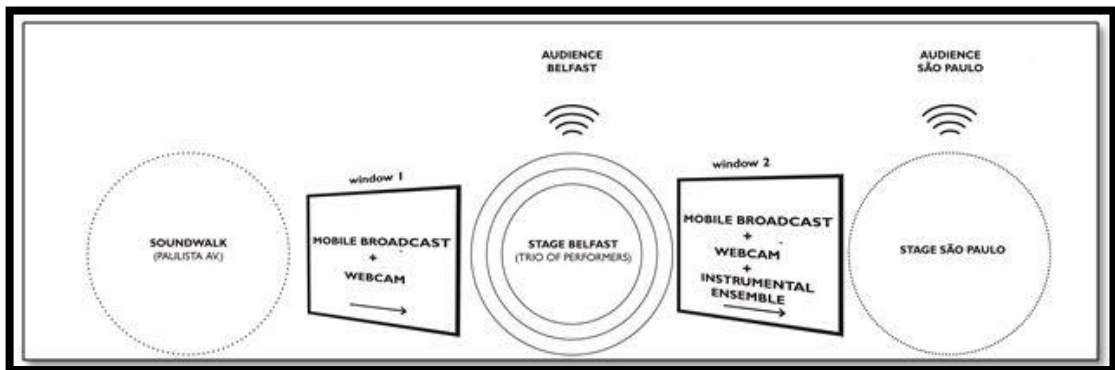 AUDIENCE
BELFAST
AUDIENCE
SÃO PAULO
SOUNDWALK
(PAULISTA AV.)
window 1
MOBILE BROADCAST
+
WEBCAM
STAGE BELFAST
(TRIO OF PERFORMERS)
window 2
MOBILE BROADCAST
+
WEBCAM
+
INSTRUMENTAL
ENSEMBLE
STAGE SÃO PAULO